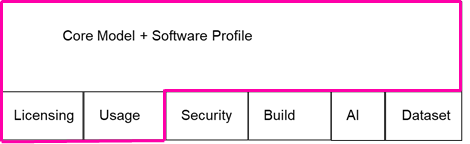 Core Model + Software Profile
Licensing Usage Security Build AI Dataset